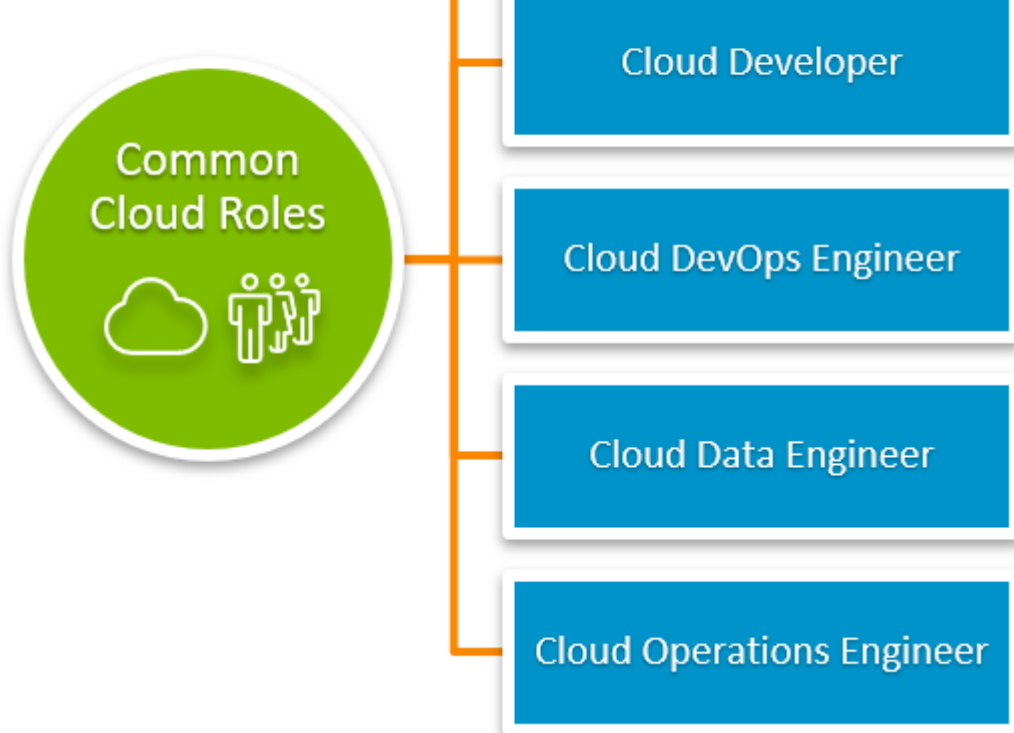 Common
Cloud Roles
Cloud Developer
Cloud DevOps Engineer
Cloud Data Engineer
Cloud Operations Engineer